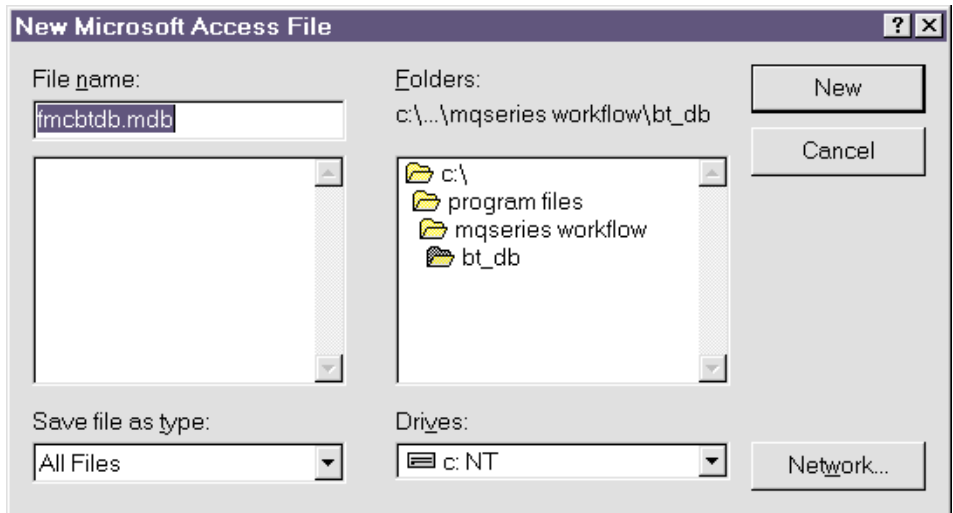 New Microsoft Access File
File name:
fmcbtdb.mdb
Save file as type:
All Files
Folders:
c:\...\mqseries workflow\bt_db
c:\
program files
mqseries workflow
bt_db
Drives:
c: NT
New
Cancel
Network...